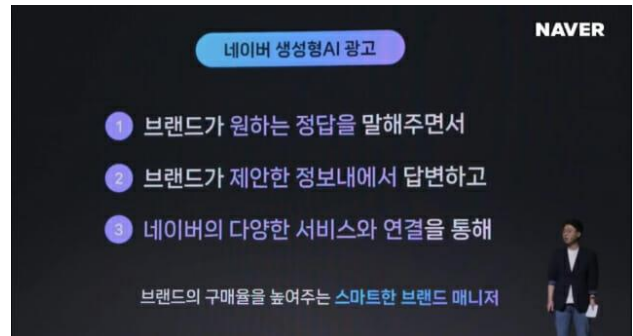 NAVER
네이버 생성형AI 광고
1 브랜드가 원하는 정답을 말해주면서
2 브랜드가 제안한 정보내에서 답변하고
3 네이버의 다양한 서비스와 연결을 통해
브랜드의 구매율을 높여주는 스마트한 브랜드 매니저